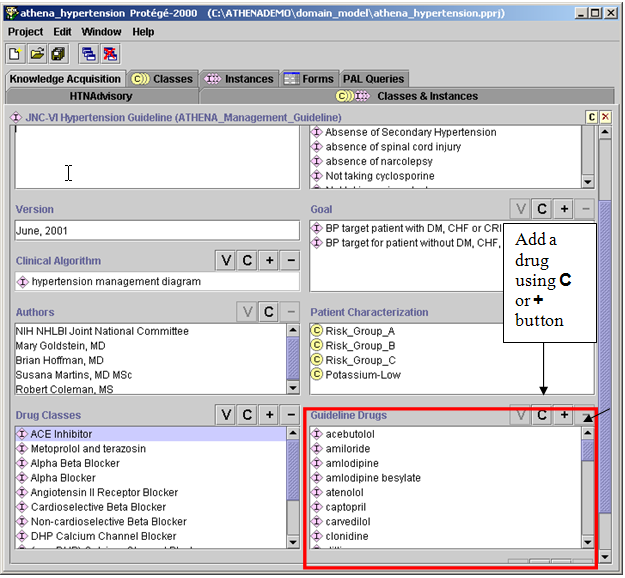 athena_hypertension Protégé-2000 (C:\ATHENADEMO\domain_model\athena_hypertension.pprj)
Project Edit Window Help
Knowledge Acquisition C Classes Instances Forms PAL Queries
HTNAdvisory C Classes & Instances
JNC-VI Hypertension Guideline (ATHENA_Management_Guideline) C
Absense of Secondary Hypertension
absence of spinal cord injury
absence of narcolepsy
Not taking cyclosporine
Version
June, 2001
Goal V C + −
BP target patient with DM, CHF or CRI
BP target for patient without DM, CHF,
Clinical Algorithm V C + −
hypertension management diagram
Add a
drug
using C
or +
button
Authors V C −
NIH NHLBI Joint National Committee
Mary Goldstein, MD
Brian Hoffman, MD
Susana Martins, MD MSc
Robert Coleman, MS
Patient Characterization
C Risk_Group_A
C Risk_Group_B
C Risk_Group_C
C Potassium-Low
Drug Classes V C + −
ACE Inhibitor
Metoprolol and terazosin
Alpha Beta Blocker
Alpha Blocker
Angiotensin II Receptor Blocker
Cardioselective Beta Blocker
Non-cardioselective Beta Blocker
DHP Calcium Channel Blocker
Guideline Drugs V C + −
acebutolol
amiloride
amlodipine
amlodipine besylate
atenolol
captopril
carvedilol
clonidine